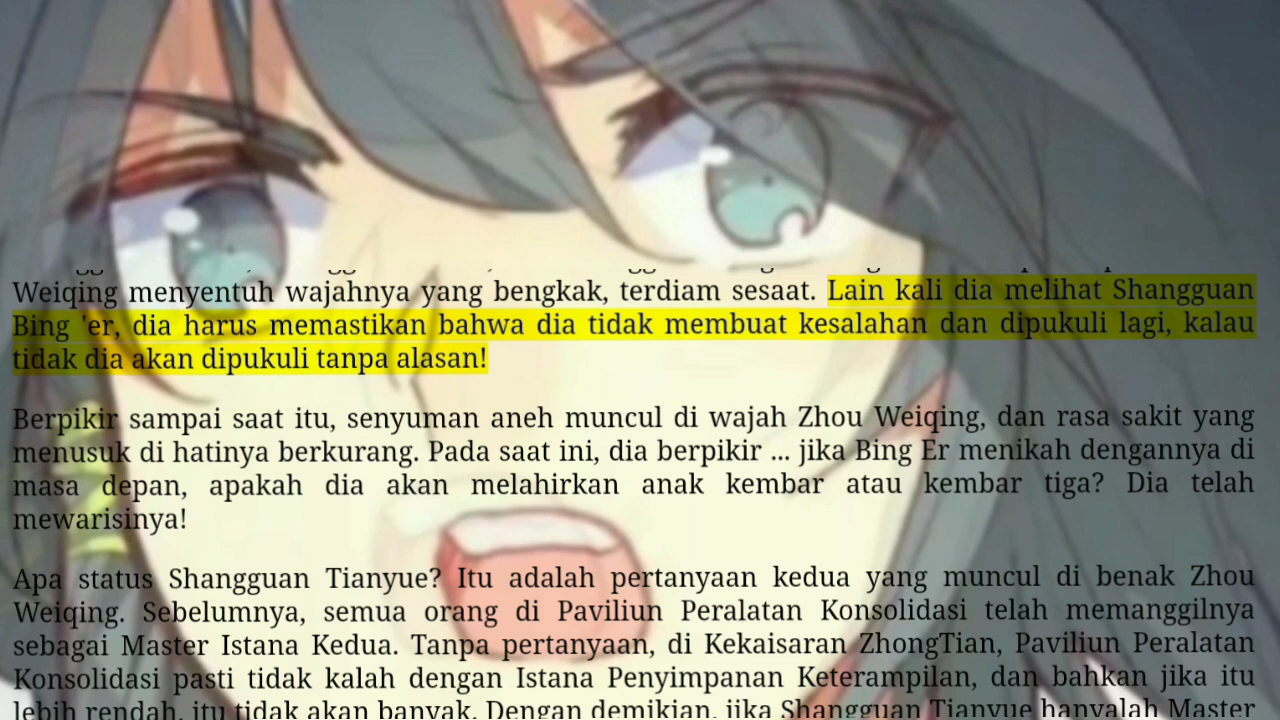 Weiqing menyentuh wajahnya yang bengkak, terdiam sesaat. Lain kali dia melihat Shangguan
Bing 'er, dia harus memastikan bahwa dia tidak membuat kesalahan dan dipukuli lagi, kalau
tidak dia akan dipukuli tanpa alasan!
Berpikir sampai saat itu, senyuman aneh muncul di wajah Zhou Weiqing, dan rasa sakit yang
menusuk di hatinya berkurang. Pada saat ini, dia berpikir ... jika Bing Er menikah dengannya di
masa depan, apakah dia akan melahirkan anak kembar atau kembar tiga? Dia telah
mewarisinya!
Apa status Shangguan Tianyue? Itu adalah pertanyaan kedua yang muncul di benak Zhou
Weiqing. Sebelumnya, semua orang di Paviliun Peralatan Konsolidasi telah memanggilnya
sebagai Master Istana Kedua. Tanpa pertanyaan, di Kekaisaran ZhongTian, Paviliun Peralatan
Konsolidasi pasti tidak kalah dengan Istana Penyimpanan Keterampilan, dan bahkan jika itu
lebih rendah, itu tidak akan banyak. Dengan demikian, jika Shangguan Tianyue hanyalah Master